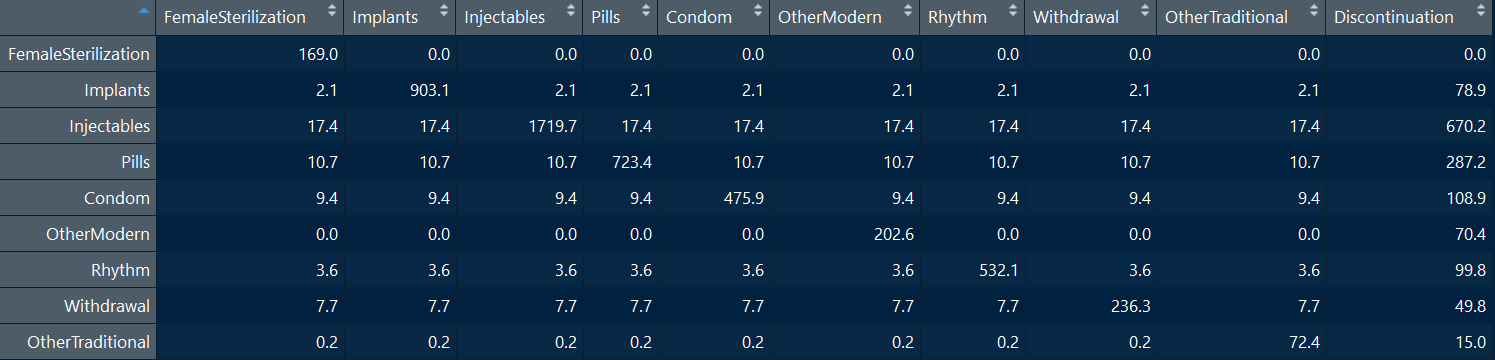 FemaleSterilization Implants Injectables Pills Condom OtherModern Rhythm Withdrawal OtherTraditional Discontinuation
FemaleSterilization 169.0 0.0 0.0 0.0 0.0 0.0 0.0 0.0 0.0 0.0
Implants 2.1 903.1 2.1 2.1 2.1 2.1 2.1 2.1 2.1 78.9
Injectables 17.4 17.4 1719.7 17.4 17.4 17.4 17.4 17.4 17.4 670.2
Pills 10.7 10.7 10.7 723.4 10.7 10.7 10.7 10.7 10.7 287.2
Condom 9.4 9.4 9.4 9.4 475.9 9.4 9.4 9.4 9.4 108.9
OtherModern 0.0 0.0 0.0 0.0 0.0 202.6 0.0 0.0 0.0 70.4
Rhythm 3.6 3.6 3.6 3.6 3.6 3.6 532.1 3.6 3.6 99.8
Withdrawal 7.7 7.7 7.7 7.7 7.7 7.7 7.7 236.3 7.7 49.8
OtherTraditional 0.2 0.2 0.2 0.2 0.2 0.2 0.2 0.2 72.4 15.0